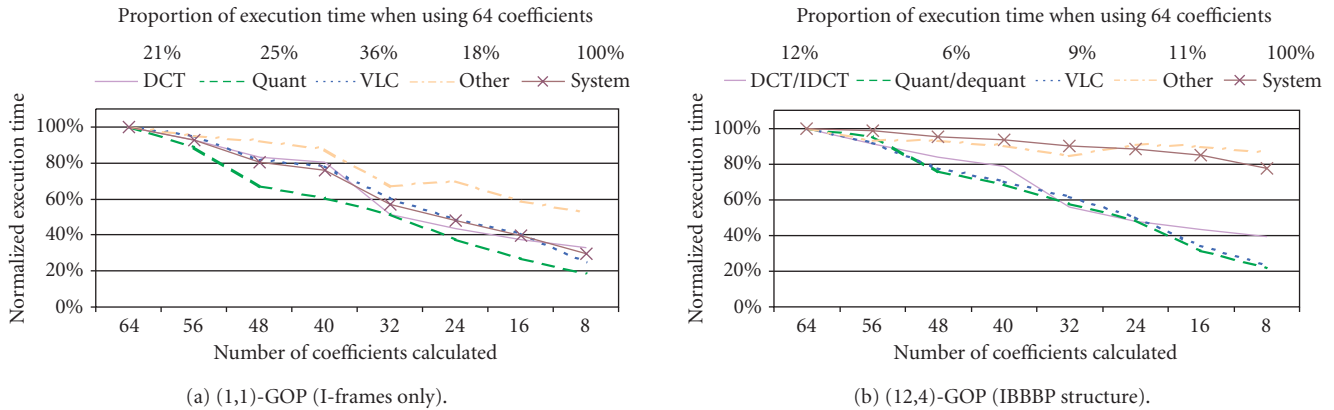 Proportion of execution time when using 64 coefficients
21% 25% 36% 18% 100%
DCT Quant VLC Other System
Normalized execution time
100%
80%
60%
40%
20%
0%
64 56 48 40 32 24 16 8
Number of coefficients calculated
(a) (1,1)-GOP (I-frames only).
Proportion of execution time when using 64 coefficients
12% 6% 9% 11% 100%
DCT/IDCT Quant/dequant VLC Other System
Normalized execution time
100%
80%
60%
40%
20%
0%
64 56 48 40 32 24 16 8
Number of coefficients calculated
(b) (12,4)-GOP (IBBBP structure).